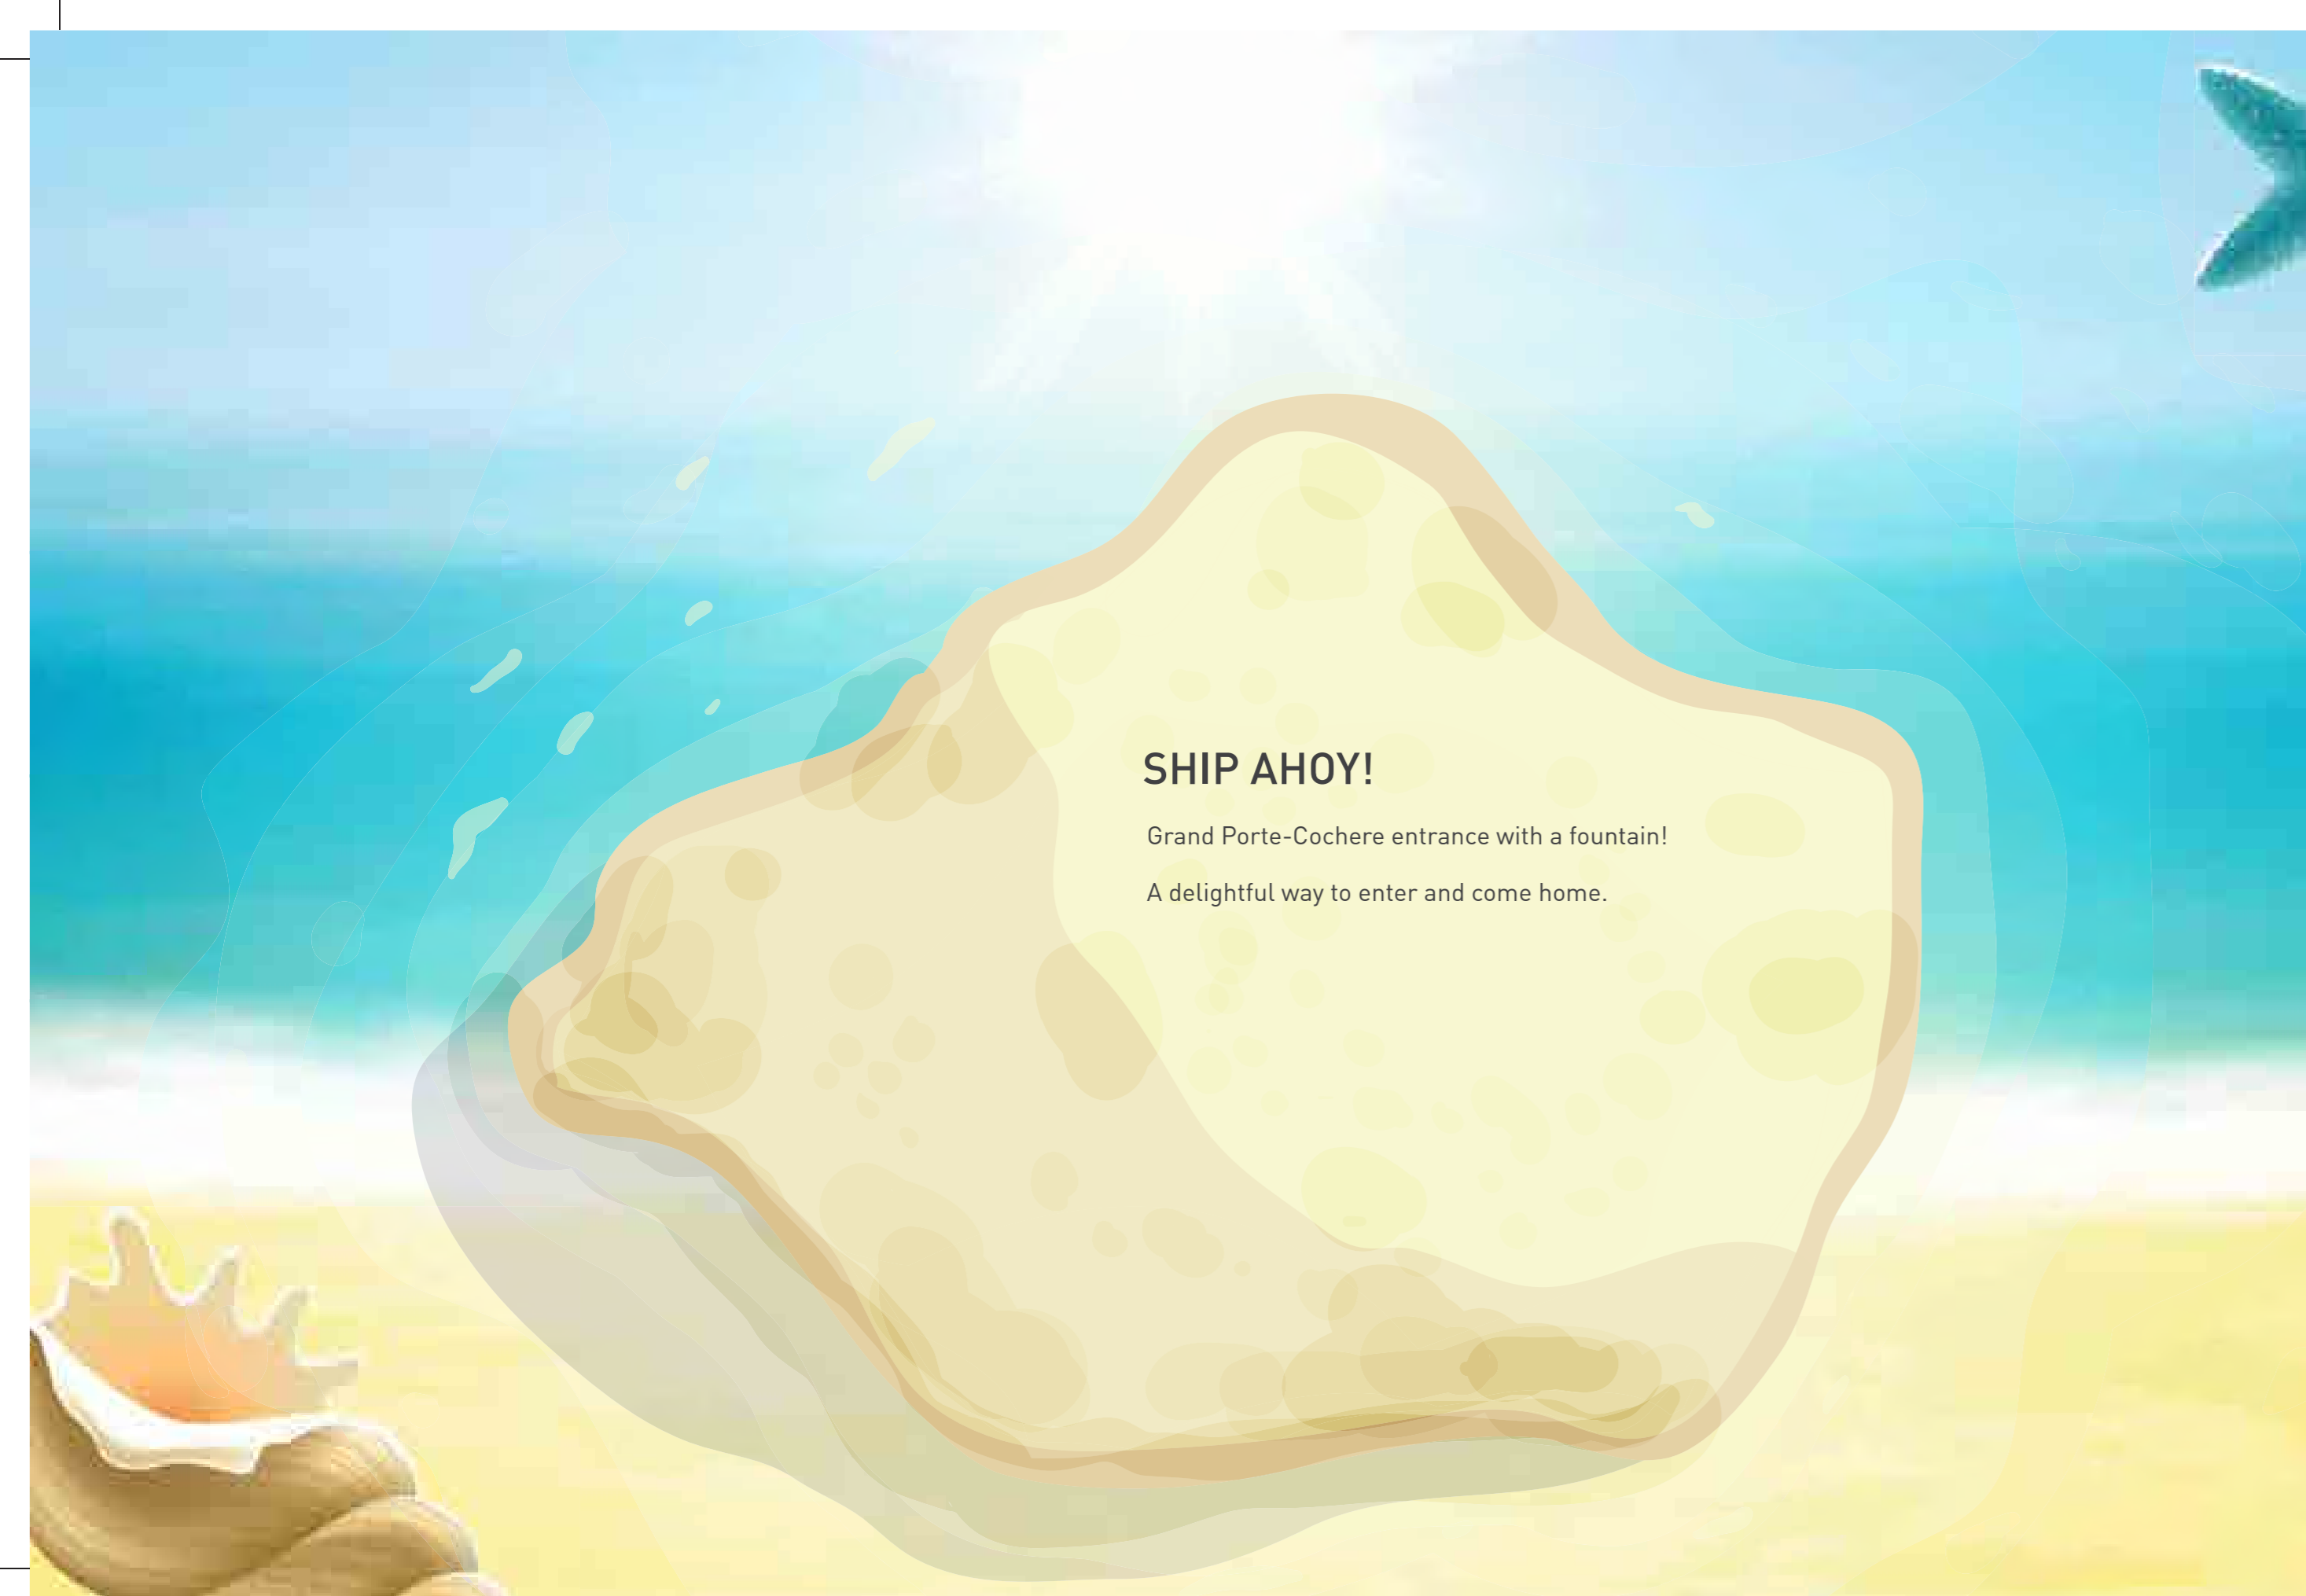 SHIP AHOY!
Grand Porte-Cochere entrance with a fountain!
A delightful way to enter and come home.